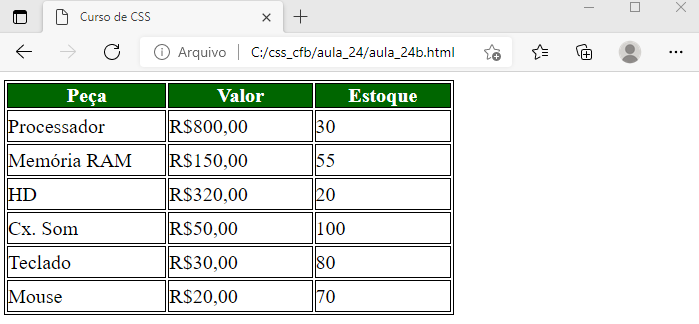 Curso de CSS
Arquivo C:/css_cfb/aula_24/aula_24b.html
Peça Valor Estoque
Processador R$800,00 30
Memória RAM R$150,00 55
HD R$320,00 20
Cx. Som R$50,00 100
Teclado R$30,00 80
Mouse R$20,00 70